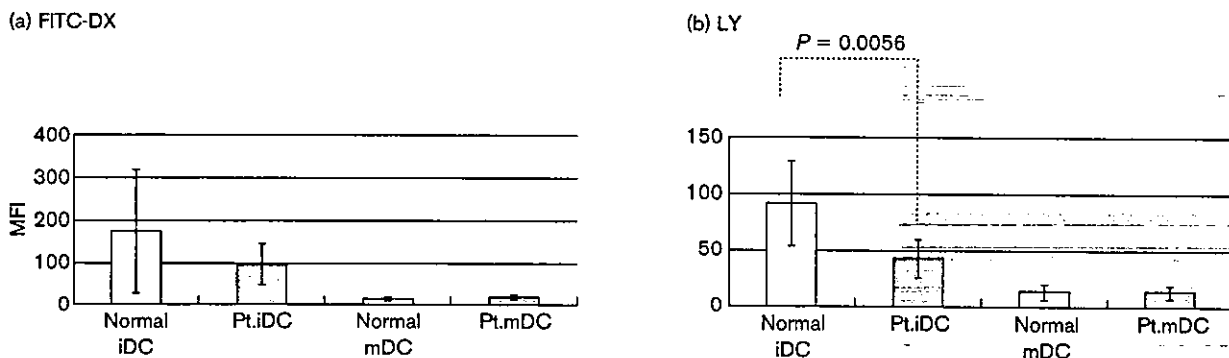 (a) FITC-DX
(b) LY
P = 0.0056
400
300
200
100
0
MFI
Normal iDC
Pt.iDC
Normal mDC
Pt.mDC
150
100
50
0
Normal iDC
Pt.iDC
Normal mDC
Pt.mDC